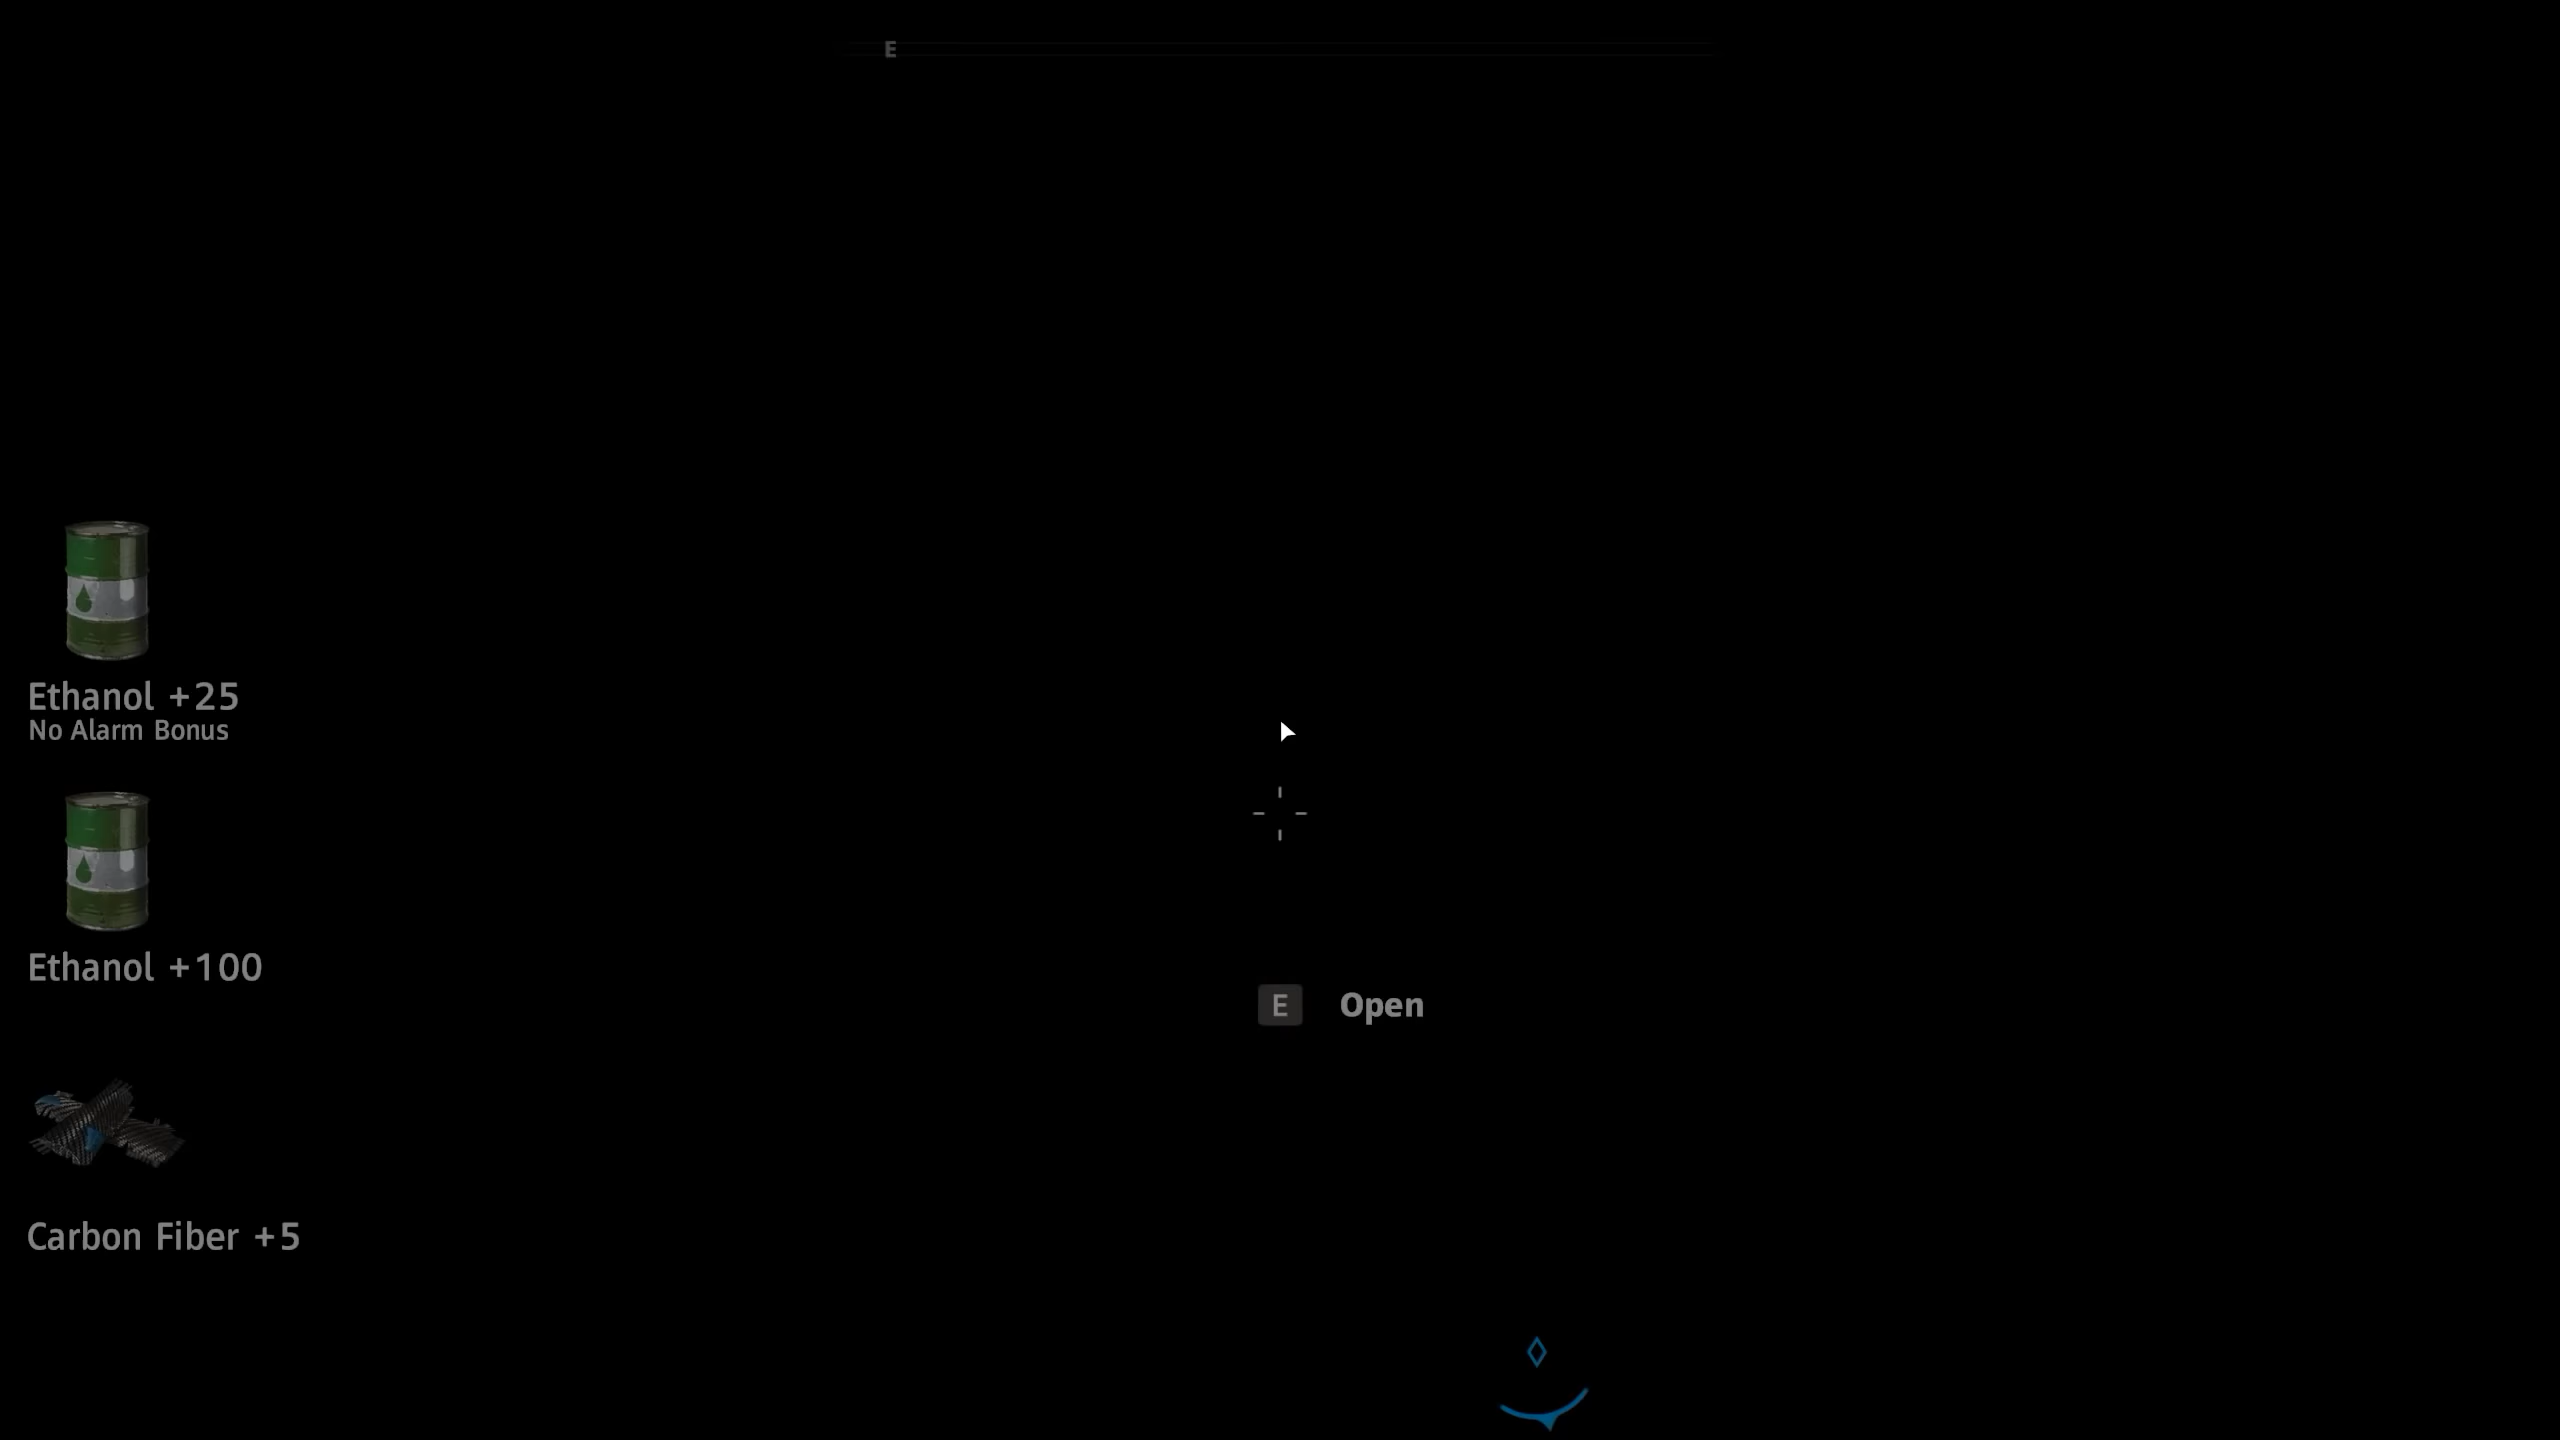 E
Ethanol +25
No Alarm Bonus
Ethanol +100
E Open
Carbon Fiber +5